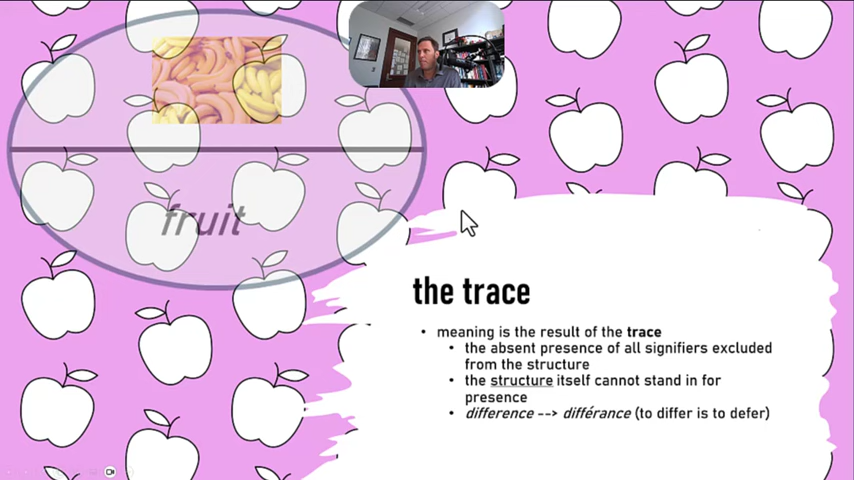 fruit
the trace
• meaning is the result of the trace
• the absent presence of all signifiers excluded
from the structure
• the structure itself cannot stand in for
presence
• difference --> différance (to differ is to defer)